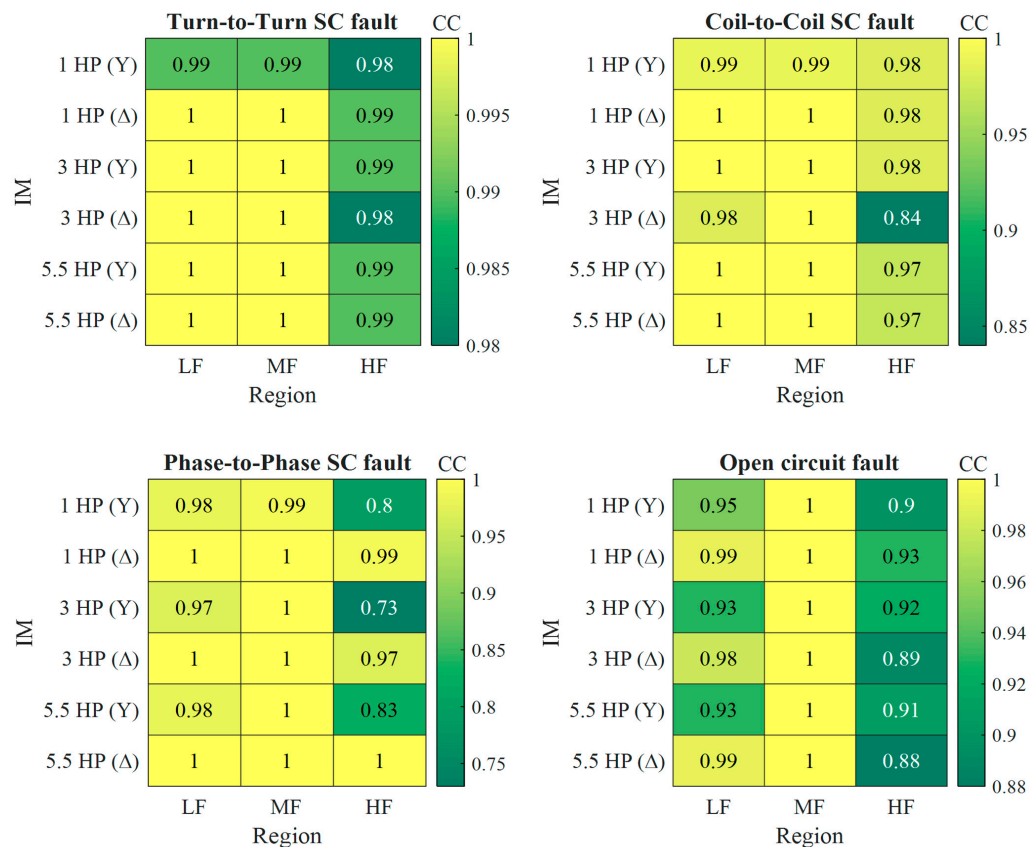 Turn-to-Turn SC fault CC
1 HP (Y) 0.99 0.99 0.98 1
1 HP (Δ) 1 1 0.99 0.995
3 HP (Y) 1 1 0.99
IM 0.99
3 HP (Δ) 1 1 0.98
5.5 HP (Y) 1 1 0.99 0.985
5.5 HP (Δ) 1 1 0.99
0.98
LF MF HF
Region
Coil-to-Coil SC fault CC
1 HP (Y) 0.99 0.99 0.98 1
1 HP (Δ) 1 1 0.98 0.95
3 HP (Y) 1 1 0.98
IM 0.9
3 HP (Δ) 0.98 1 0.84
5.5 HP (Y) 1 1 0.97
5.5 HP (Δ) 1 1 0.97 0.85
LF MF HF
Region
Phase-to-Phase SC fault CC
1 HP (Y) 0.98 0.99 0.8 1
1 HP (Δ) 1 1 0.99 0.95
3 HP (Y) 0.97 1 0.73 0.9
IM 0.85
3 HP (Δ) 1 1 0.97
5.5 HP (Y) 0.98 1 0.83 0.8
5.5 HP (Δ) 1 1 1 0.75
LF MF HF
Region
Open circuit fault CC
1 HP (Y) 0.95 1 0.9 1
1 HP (Δ) 0.99 1 0.93 0.98
3 HP (Y) 0.93 1 0.92 0.96
IM 0.94
3 HP (Δ) 0.98 1 0.89 0.92
5.5 HP (Y) 0.93 1 0.91 0.9
5.5 HP (Δ) 0.99 1 0.88 0.88
LF MF HF
Region